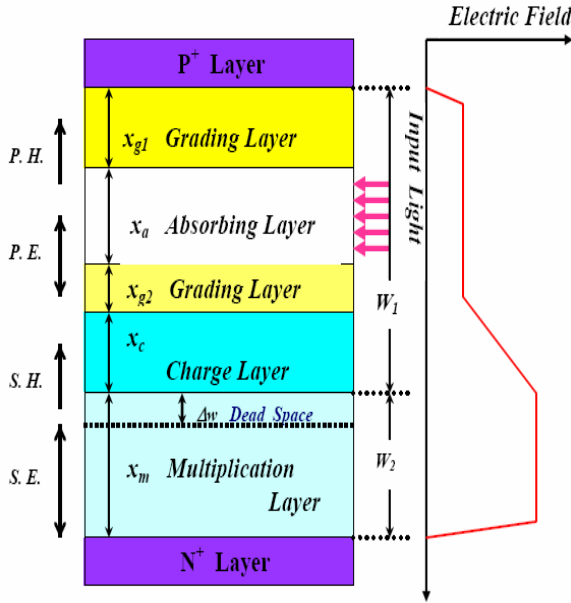 Electric Field
P+ Layer
xg1 Grading Layer
P. H.
Input Light
xa Absorbing Layer
P. E.
xg2 Grading Layer
W1
xc
Charge Layer
S. H.
Δw Dead Space
W2
xm Multiplication
Layer
S. E.
N+ Layer